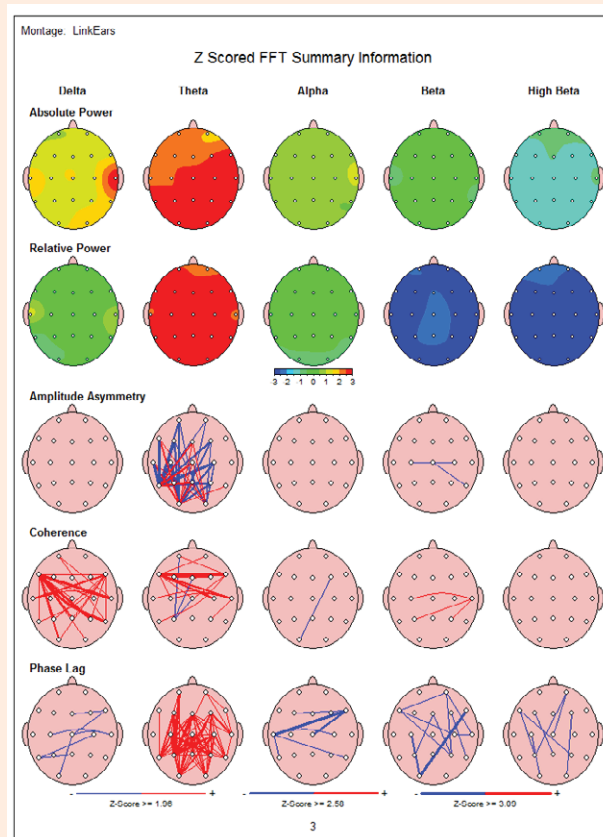 Montage: LinkEars
Z Scored FFT Summary Information
Delta Theta Alpha Beta High Beta
Absolute Power
Relative Power
-3 -2 -1 0 1 2 3
Amplitude Asymmetry
Coherence
Phase Lag
- + - + - +
Z-Score >= 1.96 Z-Score >= 2.58 Z-Score >= 3.09
3